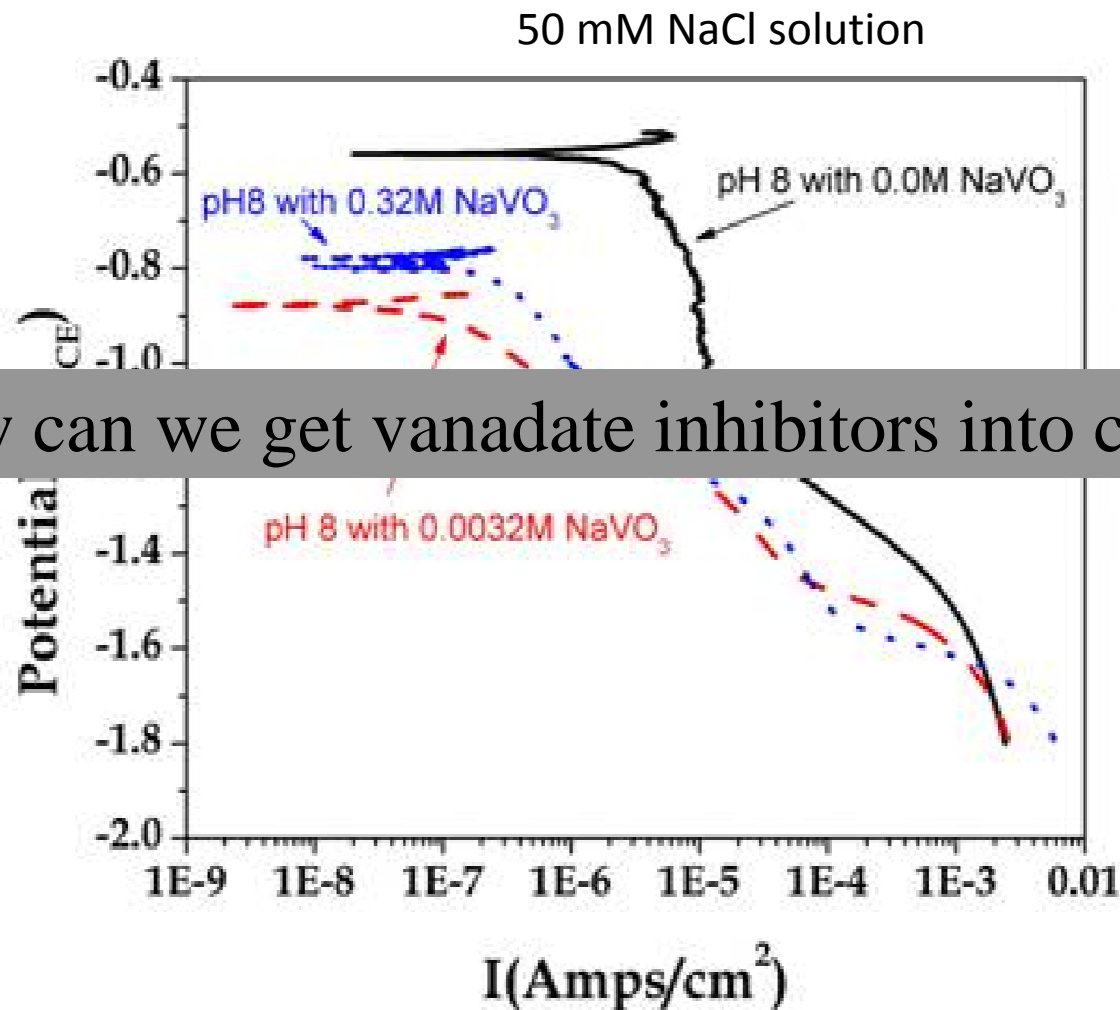 50 mM NaCl solution
-0.4
-0.6
pH 8 with 0.0M NaVO₃
pH8 with 0.32M NaVO₃
-0.8
-1.0
can we get vanadate inhibitors into
pH 8 with 0.0032M NaVO₃
-1.4
Potential
CE)
-1.6
-1.8
-2.0
1E-9 1E-8 1E-7 1E-6 1E-5 1E-4 1E-3 0.01
I(Amps/cm²)